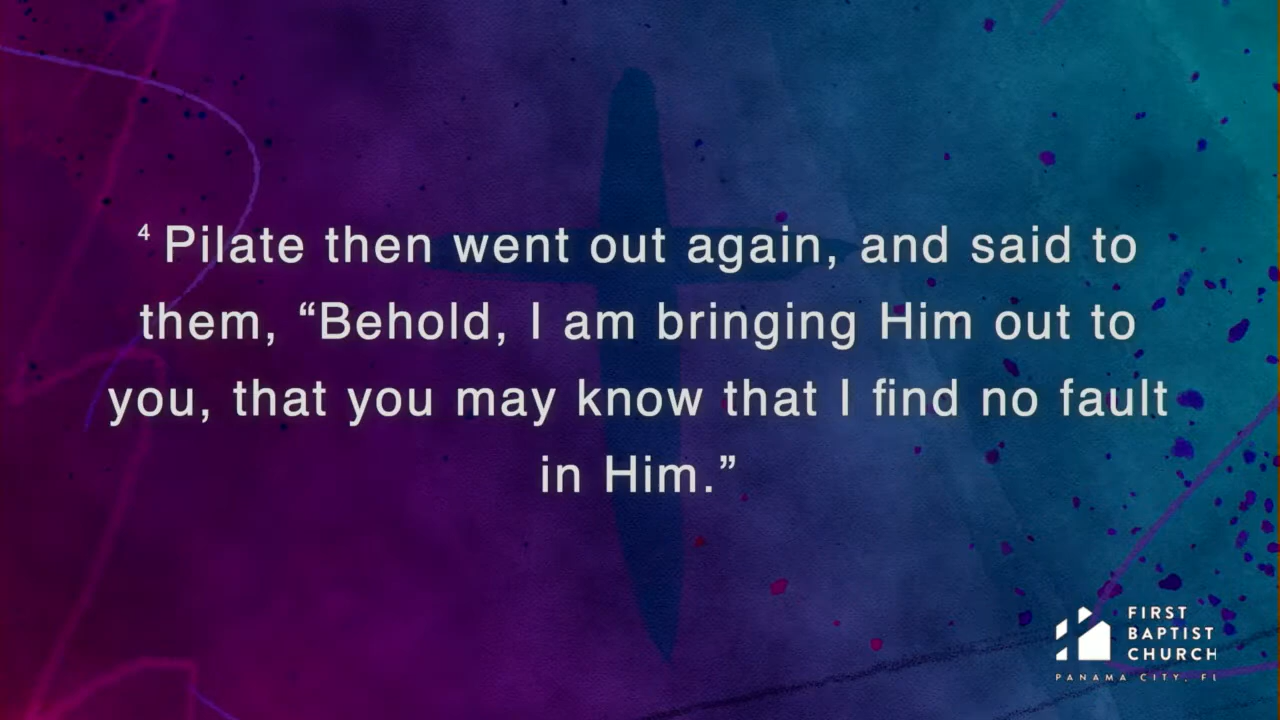 ⁴ Pilate then went out again, and said to
them, “Behold, I am bringing Him out to
you, that you may know that I find no fault
in Him.”
FIRST
BAPTIST
CHURCH
PANAMA CITY, FL